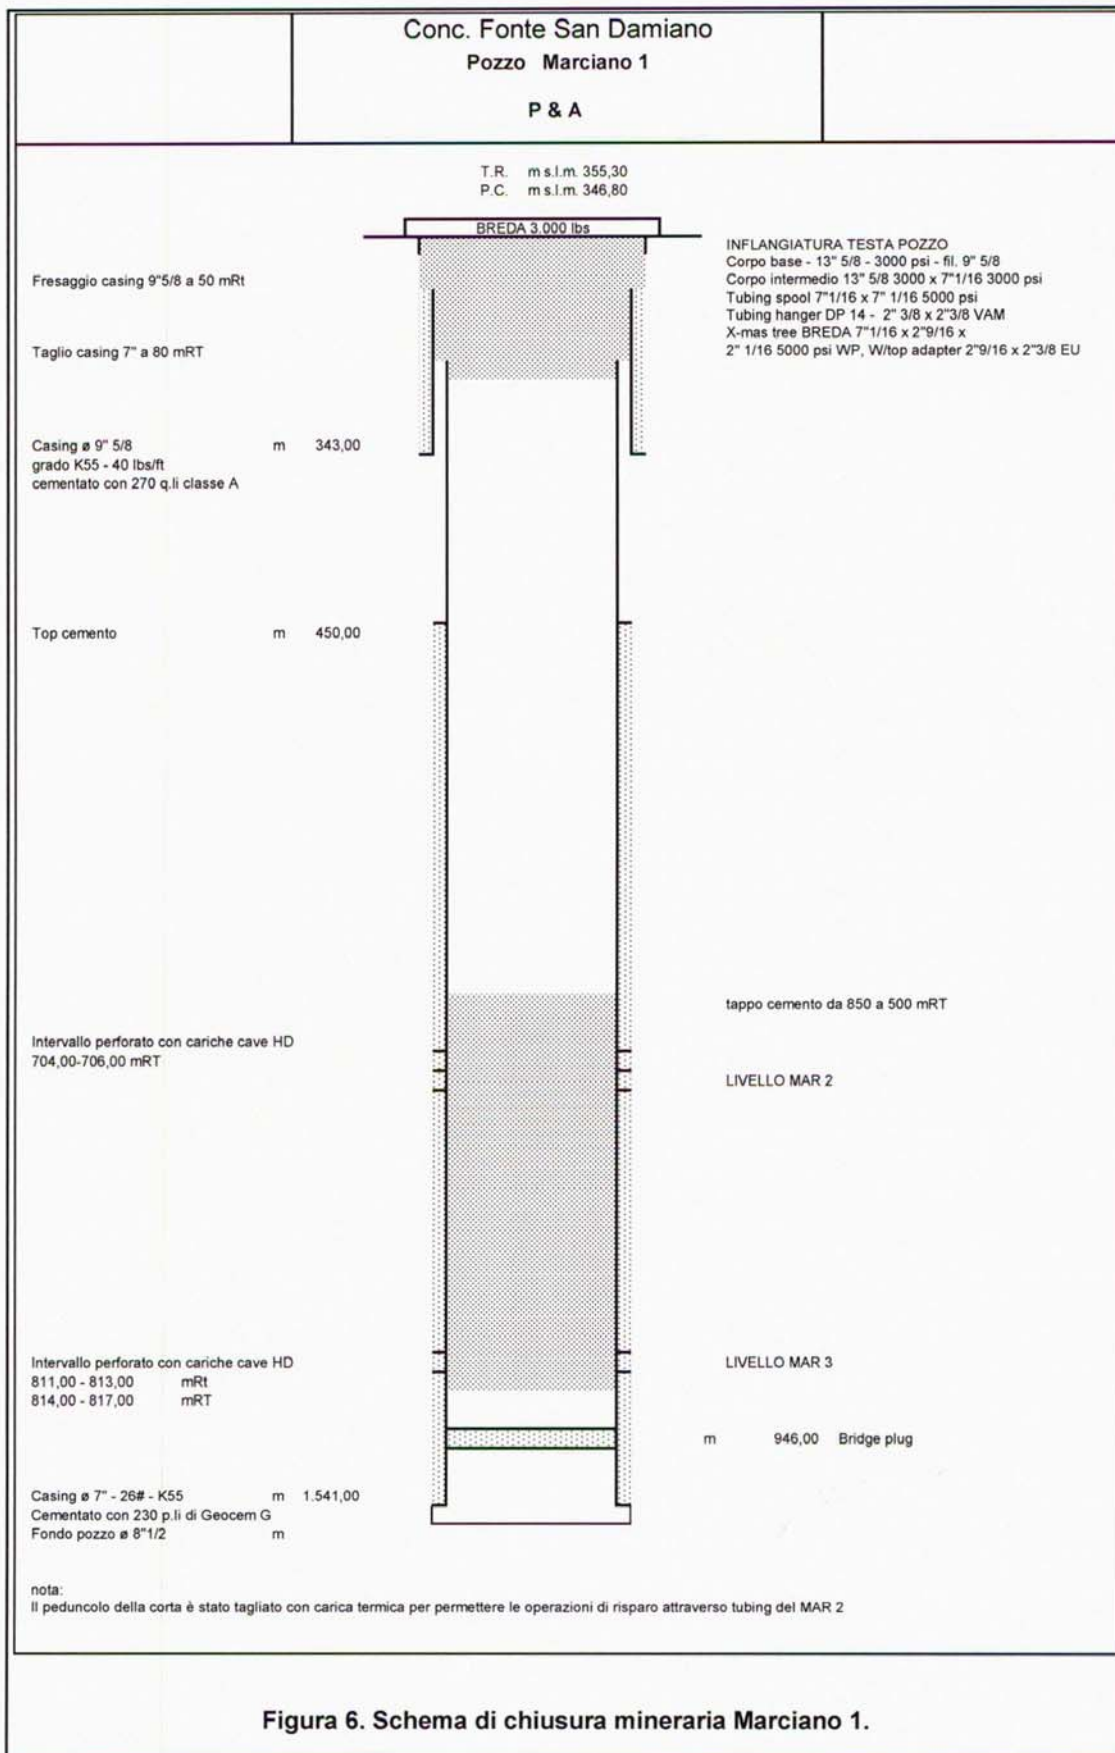 Conc. Fonte San Damiano
Pozzo Marciano 1
P & A
T.R. m s.l.m. 355,30
P.C. m s.l.m. 346,80
BREDA 3.000 lbs
INFLANGIATURA TESTA POZZO
Corpo base - 13" 5/8 - 3000 psi - fil. 9" 5/8
Corpo intermedio 13" 5/8 3000 x 7"1/16 3000 psi
Tubing spool 7"1/16 x 7" 1/16 5000 psi
Tubing hanger DP 14 - 2" 3/8 x 2"3/8 VAM
X-mas tree BREDA 7"1/16 x 2"9/16 x
2" 1/16 5000 psi WP, W/top adapter 2"9/16 x 2"3/8 EU
Fresaggio casing 9"5/8 a 50 mRt
Taglio casing 7" a 80 mRT
Casing ø 9" 5/8 m 343,00
grado K55 - 40 lbs/ft
cementato con 270 q.li classe A
Top cemento m 450,00
tappo cemento da 850 a 500 mRT
Intervallo perforato con cariche cave HD
704,00-706,00 mRT
LIVELLO MAR 2
Intervallo perforato con cariche cave HD
811,00 - 813,00 mRt
814,00 - 817,00 mRT
LIVELLO MAR 3
m 946,00 Bridge plug
Casing ø 7" - 26# - K55 m 1.541,00
Cementato con 230 p.li di Geocem G
Fondo pozzo ø 8"1/2 m
nota:
Il peduncolo della corta è stato tagliato con carica termica per permettere le operazioni di risparo attraverso tubing del MAR 2
Figura 6. Schema di chiusura mineraria Marciano 1.